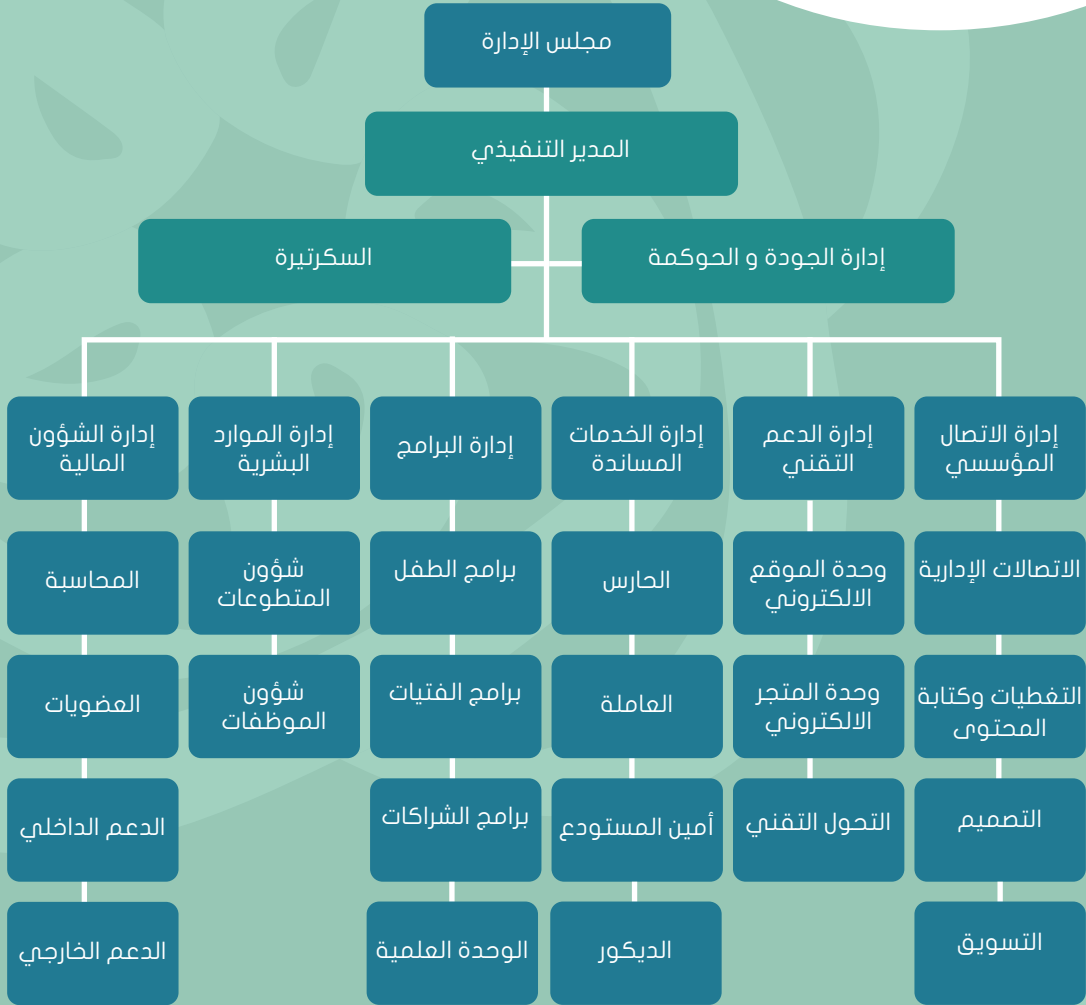 مجلس الإدارة
المدير التنفيذي
إدارة الجودة و الحوكمة
السكرتيرة
إدارة الاتصال
المؤسسي
إدارة الدعم
التقني
إدارة الخدمات
المساندة
إدارة البرامج
إدارة الموارد
البشرية
إدارة الشؤون
المالية
الاتصالات الإدارية
وحدة الموقع
الالكتروني
الحارس
برامج الطفل
شؤون
المتطوعات
المحاسبة
التغطيات وكتابة
المحتوى
وحدة المتجر
الالكتروني
العاملة
برامج الفتيات
شؤون
الموظفات
العضويات
التصميم
التحول التقني
أمين المستودع
برامج الشراكات
الدعم الداخلي
التسويق
الديكور
الوحدة العلمية
الدعم الخارجي